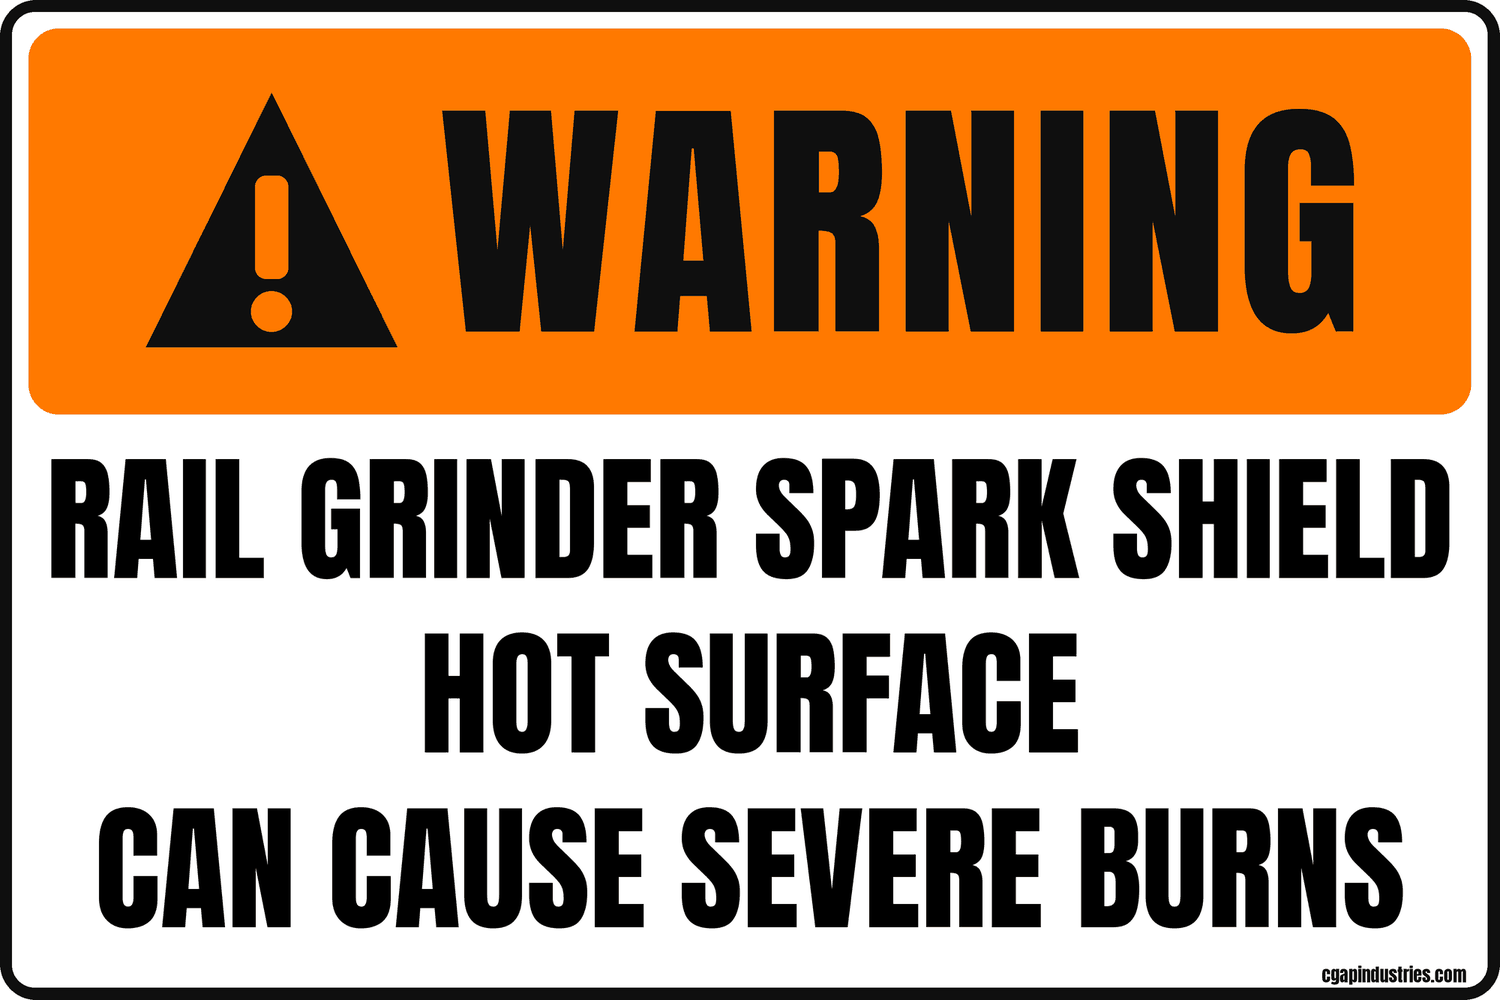 WARNING
RAIL GRINDER SPARK SHIELD
HOT SURFACE
CAN CAUSE SEVERE BURNS
cgapindustries.com